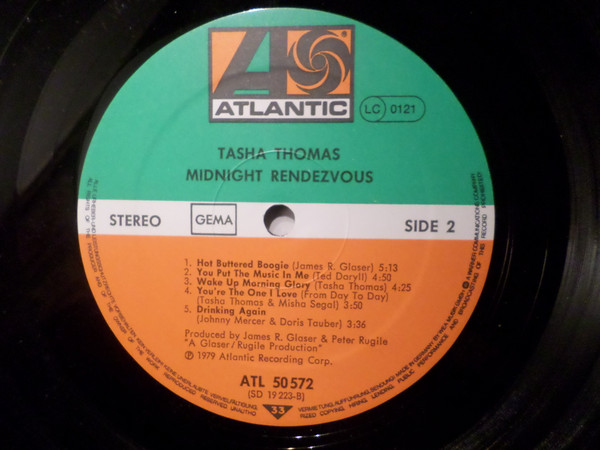 ATLANTIC
LC 0121
TASHA THOMAS
MIDNIGHT RENDEZVOUS
STEREO GEMA SIDE 2
1. Hot Buttered Boogie (James R. Glaser) 5:13
2. You Put The Music In Me (Ted Daryll) 4:50
3. Wake Up Morning Glory (Tasha Thomas) 4:25
4. You're The One I Love (From Day To Day)
(Tasha Thomas & Misha Segal) 3:50
5. Drinking Again
(Johnny Mercer & Doris Tauber) 3:36
Produced by James R. Glaser & Peter Rugile
"A Glaser/Rugile Production"
Ⓟ 1979 Atlantic Recording Corp.
ATL 50 572
(SD 19 223-B)
33